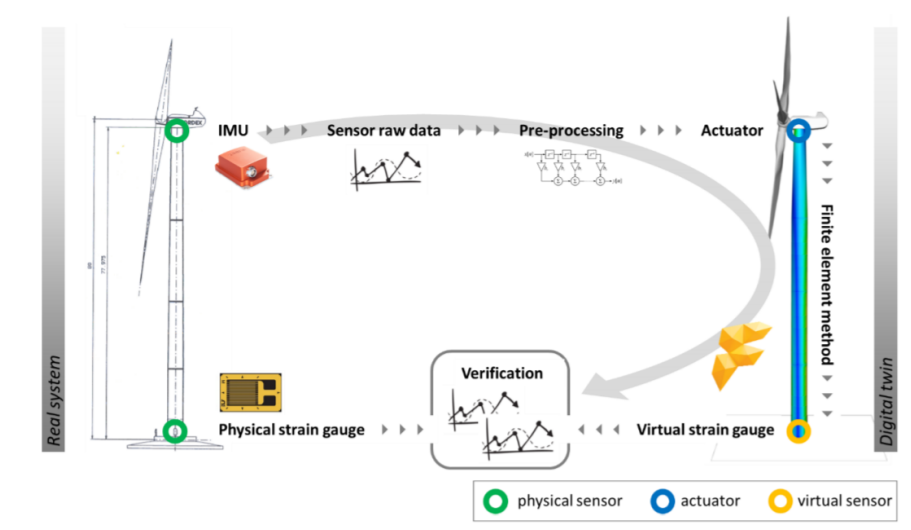 IMU
Sensor raw data
Pre-processing
Actuator
Finite element method
Real system
Digital twin
Verification
Physical strain gauge
Virtual strain gauge
physical sensor
actuator
virtual sensor